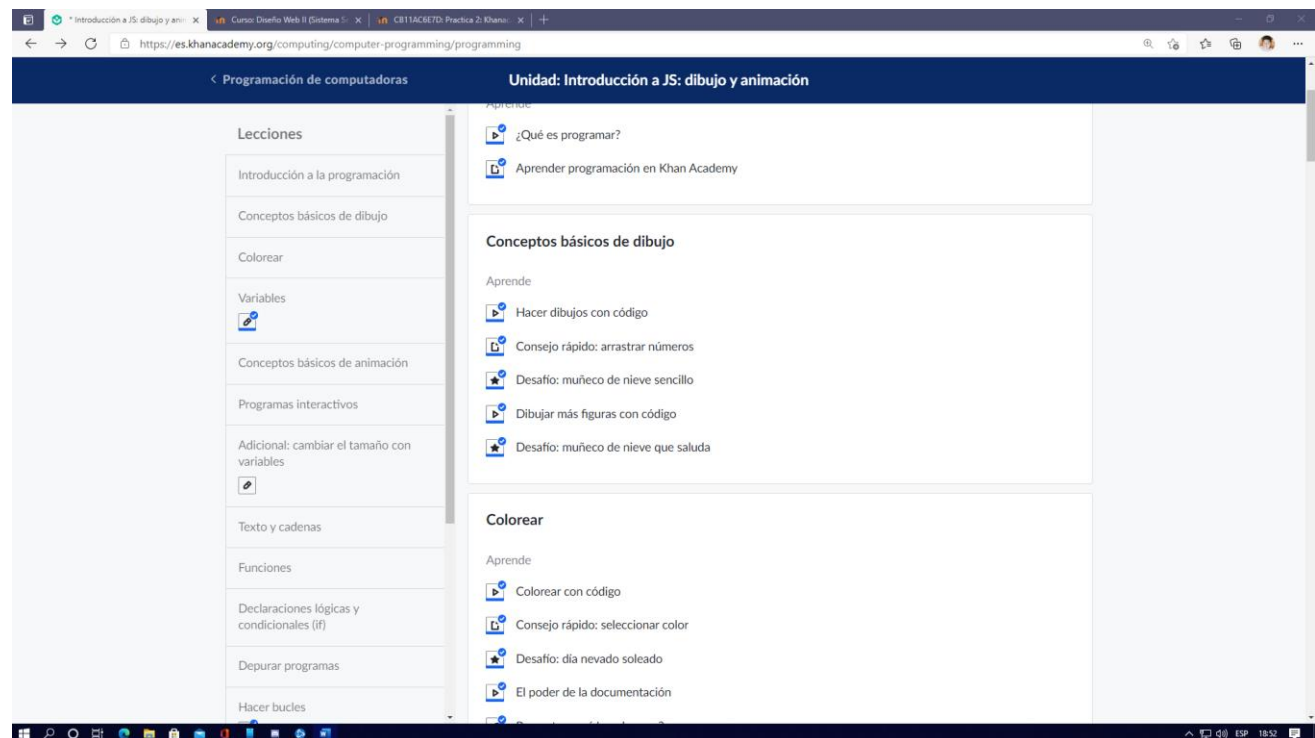 * Introducción a JS: dibujo y anim
Curso: Diseño Web II (Sistema S
CB11AC6E7D: Practica 2: Khana
https://es.khanacademy.org/computing/computer-programming/programming
< Programación de computadoras
Unidad: Introducción a JS: dibujo y animación
Lecciones
Introducción a la programación
Conceptos básicos de dibujo
Colorear
Variables
Conceptos básicos de animación
Programas interactivos
Adicional: cambiar el tamaño con
variables
Texto y cadenas
Funciones
Declaraciones lógicas y
condicionales (if)
Depurar programas
Hacer bucles
Aprende
¿Qué es programar?
Aprender programación en Khan Academy
Conceptos básicos de dibujo
Aprende
Hacer dibujos con código
Consejo rápido: arrastrar números
Desafío: muñeco de nieve sencillo
Dibujar más figuras con código
Desafío: muñeco de nieve que saluda
Colorear
Aprende
Colorear con código
Consejo rápido: seleccionar color
Desafío: día nevado soleado
El poder de la documentación
ESP 18:52